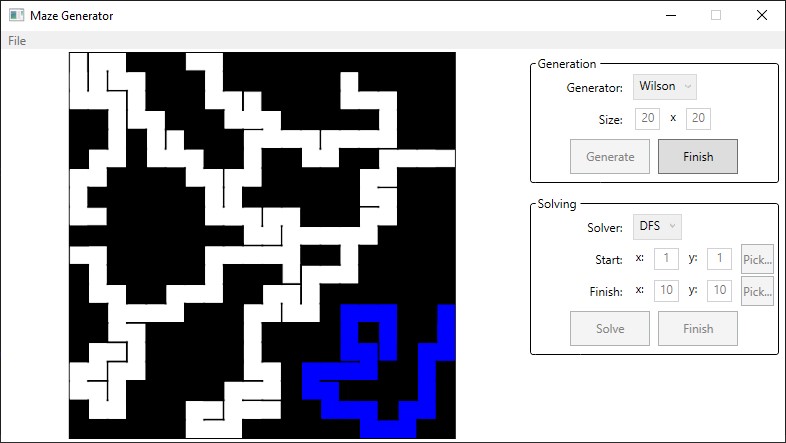 Maze Generator
File
Generation
Generator: Wilson
Size: 20 x 20
Generate Finish
Solving
Solver: DFS
Start: x: 1 y: 1 Pick...
Finish: x: 10 y: 10 Pick...
Solve Finish